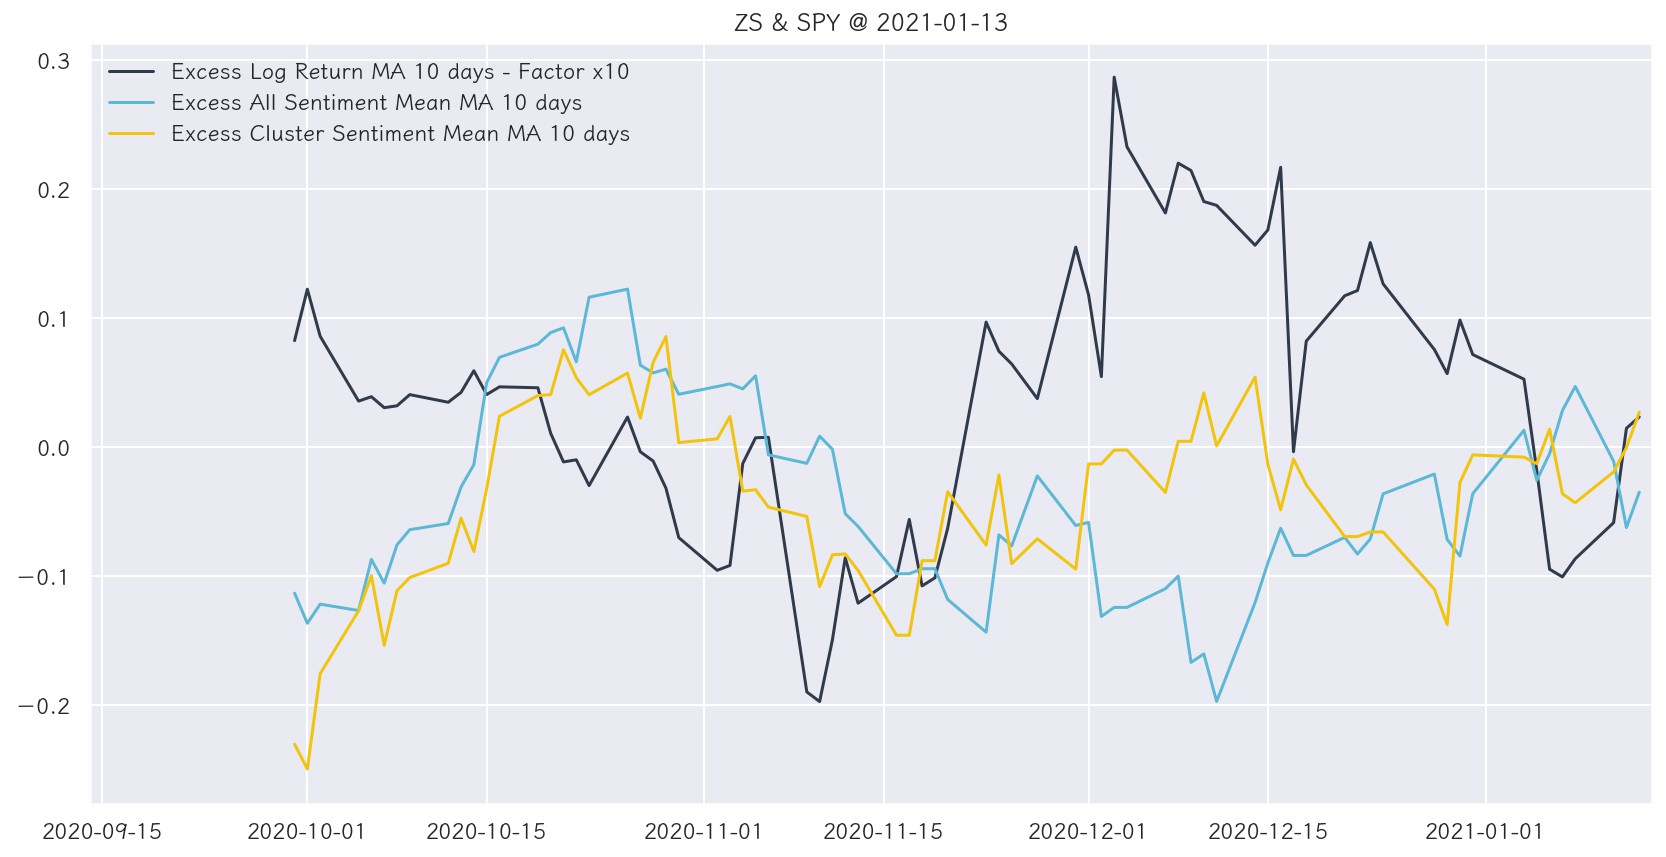 ZS & SPY @ 2021-01-13
0.3
0.2
0.1
0.0
−0.1
−0.2
Excess Log Return MA 10 days - Factor x10
Excess All Sentiment Mean MA 10 days
Excess Cluster Sentiment Mean MA 10 days
2020-09-15 2020-10-01 2020-10-15 2020-11-01 2020-11-15 2020-12-01 2020-12-15 2021-01-01